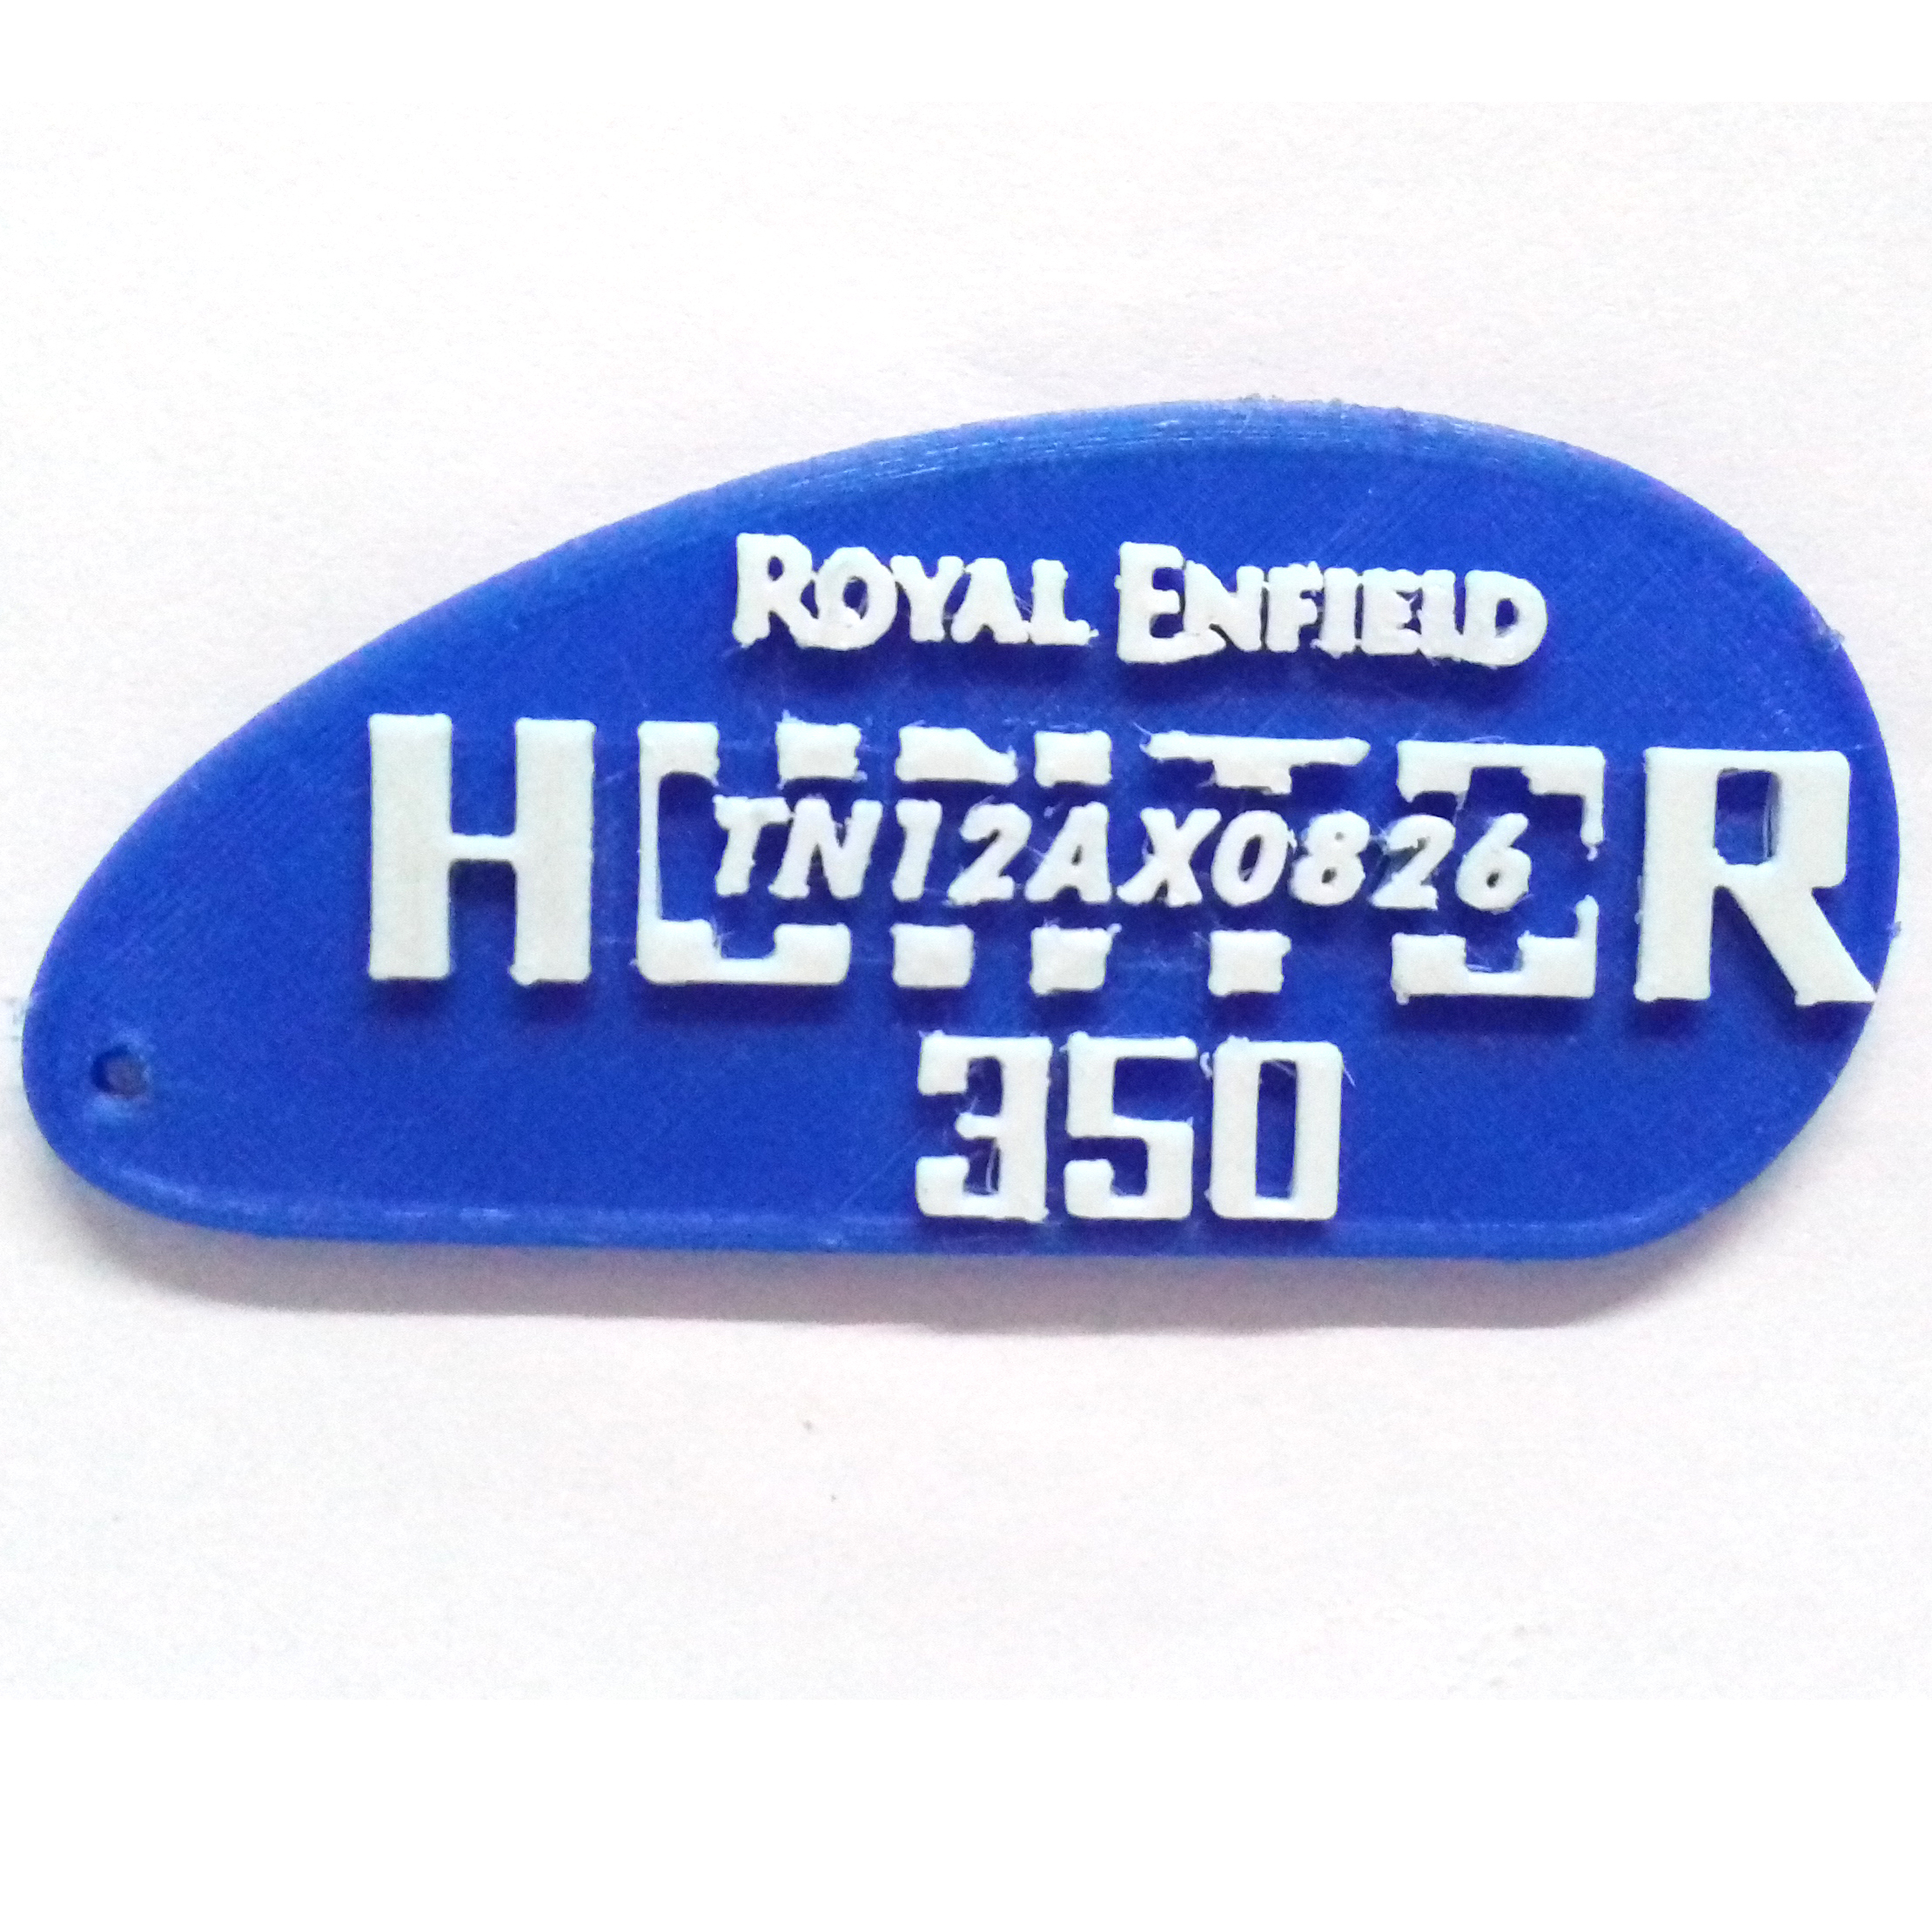 ROYAL ENFIELD
HUNTER
TN12AX0826
350